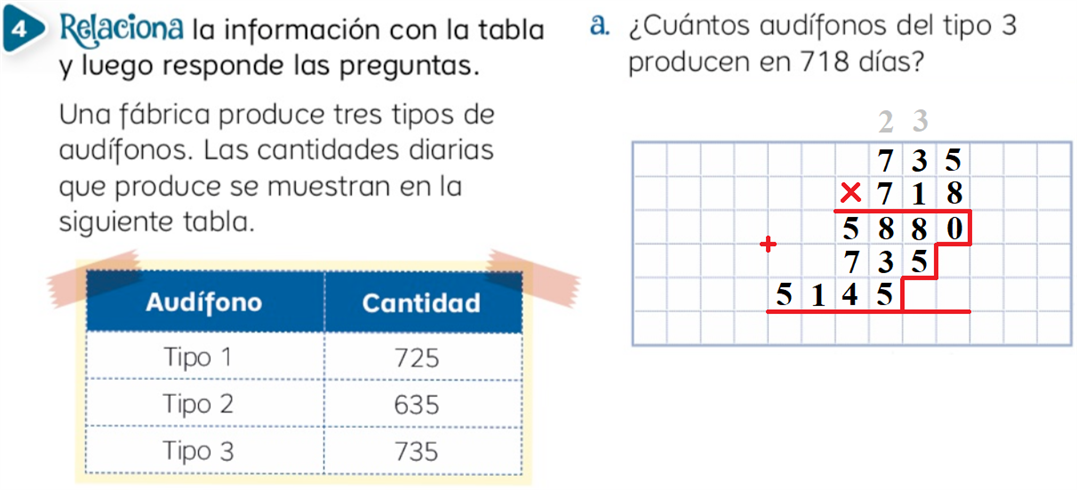 4 Relaciona la información con la tabla
y luego responde las preguntas.
Una fábrica produce tres tipos de
audífonos. Las cantidades diarias
que produce se muestran en la
siguiente tabla.
Audífono Cantidad
Tipo 1 725
Tipo 2 635
Tipo 3 735
a. ¿Cuántos audífonos del tipo 3
producen en 718 días?
2 3
7 3 5
× 7 1 8
5 8 8 0
+
7 3 5
5 1 4 5